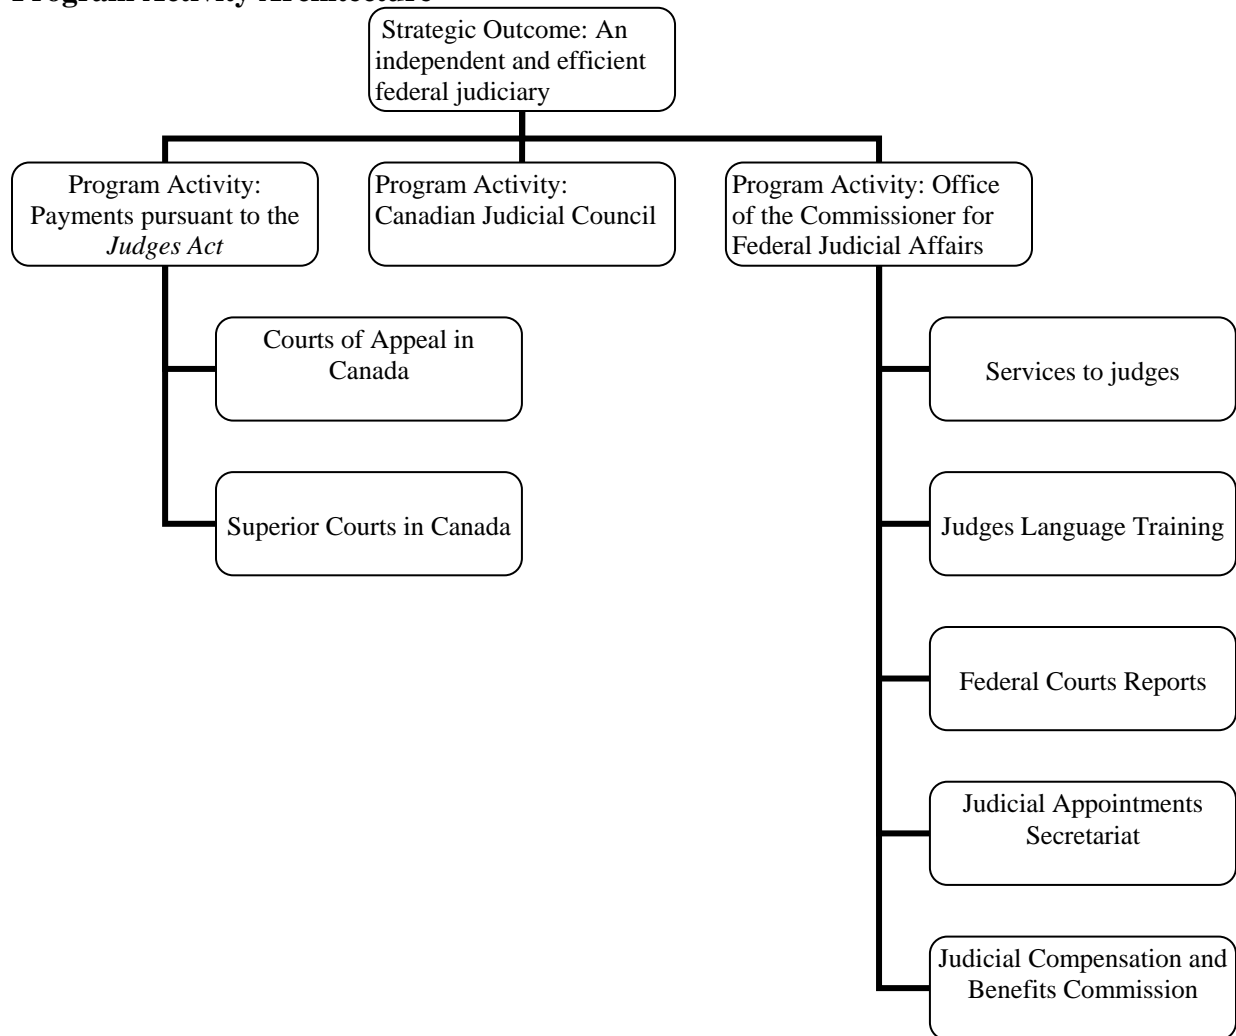 Program Activity Architecture
Strategic Outcome: An
independent and efficient
federal judiciary
Program Activity:
Payments pursuant to the
Judges Act
Program Activity:
Canadian Judicial Council
Program Activity: Office
of the Commissioner for
Federal Judicial Affairs
Courts of Appeal in
Canada
Superior Courts in Canada
Services to judges
Judges Language Training
Federal Courts Reports
Judicial Appointments
Secretariat
Judicial Compensation and
Benefits Commission